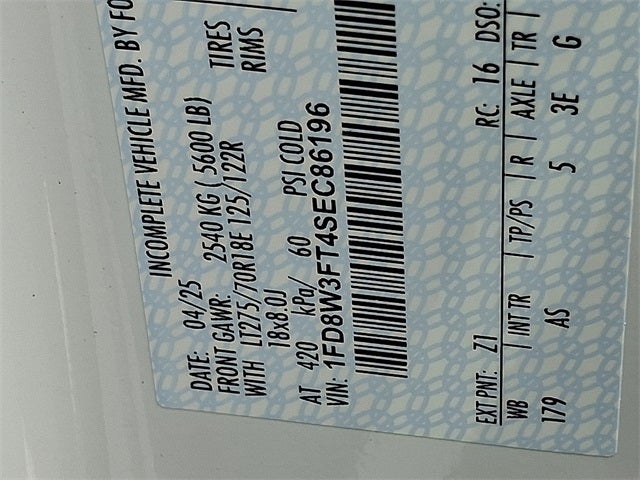 INCOMPLETE VEHICLE MFD. BY FO
DATE: 04/25
FRONT GAWR: 2540 KG ( 5600 LB)
WITH LT275/70R18E 125/122R TIRES
18x8.0J RIMS
AT 420 kPa/ 60 PSI COLD
VIN: 1FD8W3FT4SEC86196
EXT PNT: Z1 RC: 16 DSO:
WB | INT TR | TP/PS | R | AXLE | TR |
179 AS 5 3E G